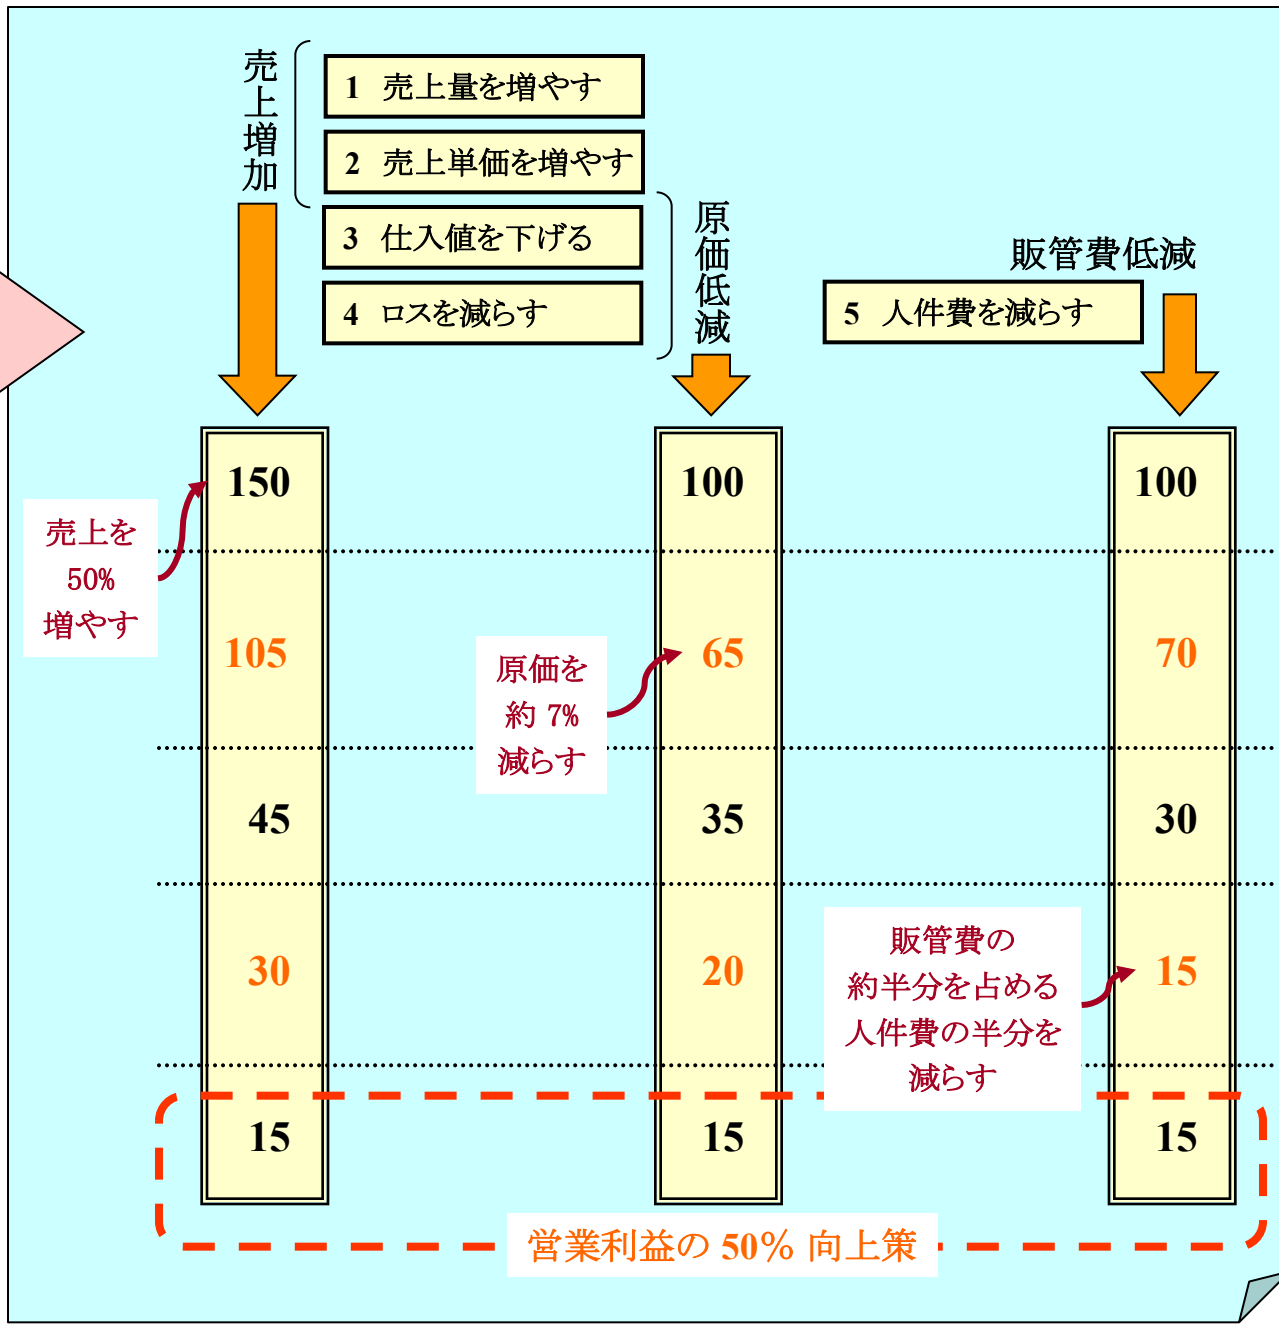 売上増加
1 売上量を増やす
2 売上単価を増やす
3 仕入値を下げる
4 ロスを減らす
原価低減
販管費低減
5 人件費を減らす
150
100
100
売上を
50%
増やす
105
65
70
原価を
約 7%
減らす
45
35
30
30
20
15
販管費の
約半分を占める
人件費の半分を
減らす
15
15
15
営業利益の 50% 向上策